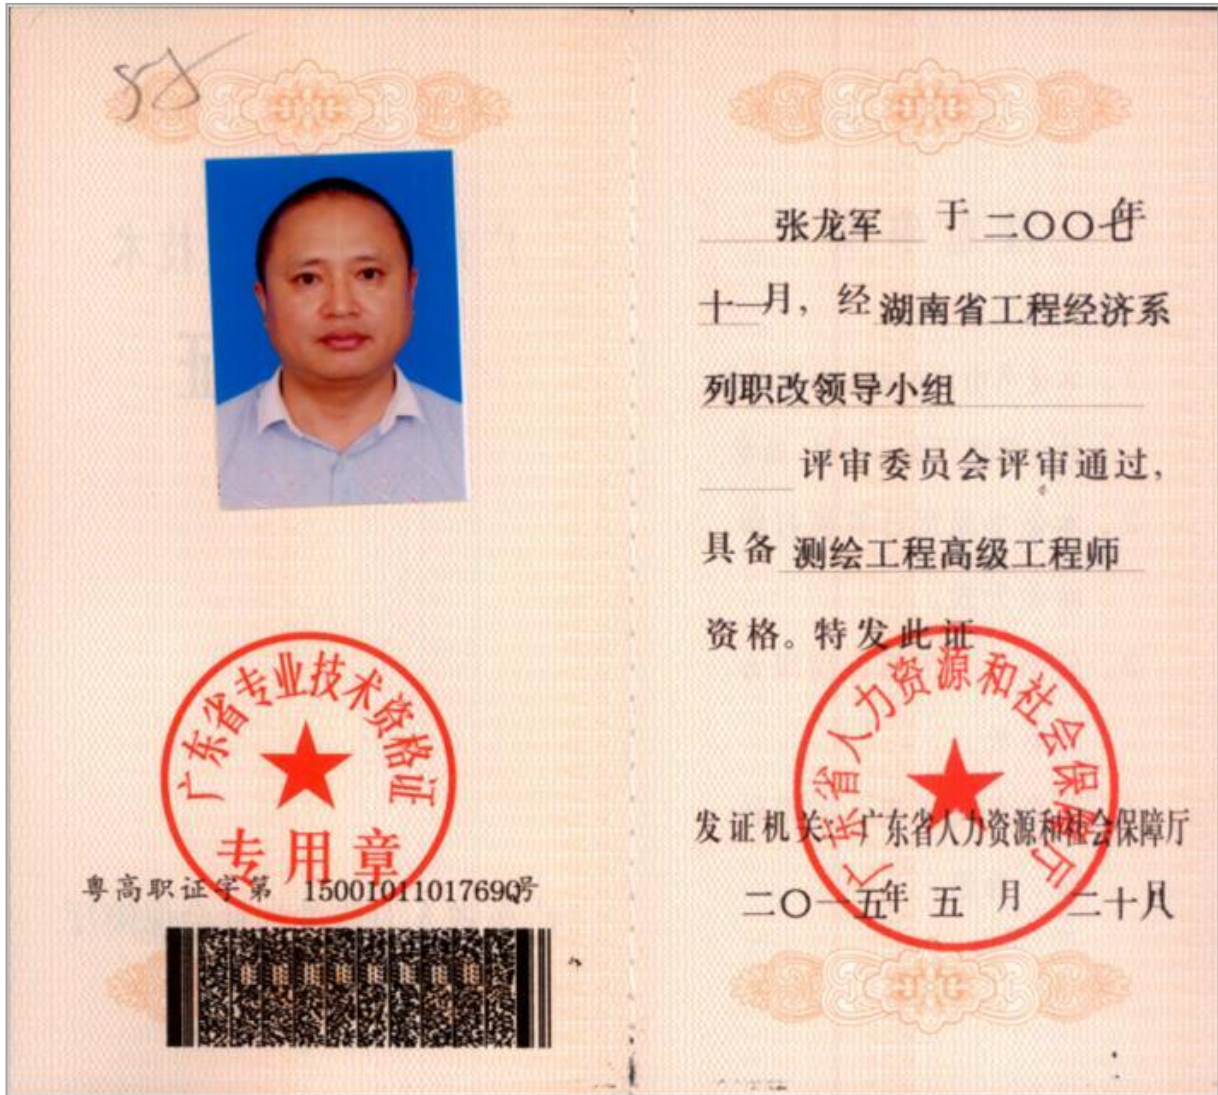 广东省专业技术资格证
专用章
粤高职证字第 1500101101769号
张龙军 于 二〇〇七年
十一月，经 湖南省工程经济系
列职改领导小组
评审委员会评审通过，
具备 测绘工程高级工程师
资格。特发此证
广东省人力资源和社会保障厅
发证机关：广东省人力资源和社会保障厅
二〇一五年 五 月 二十八日